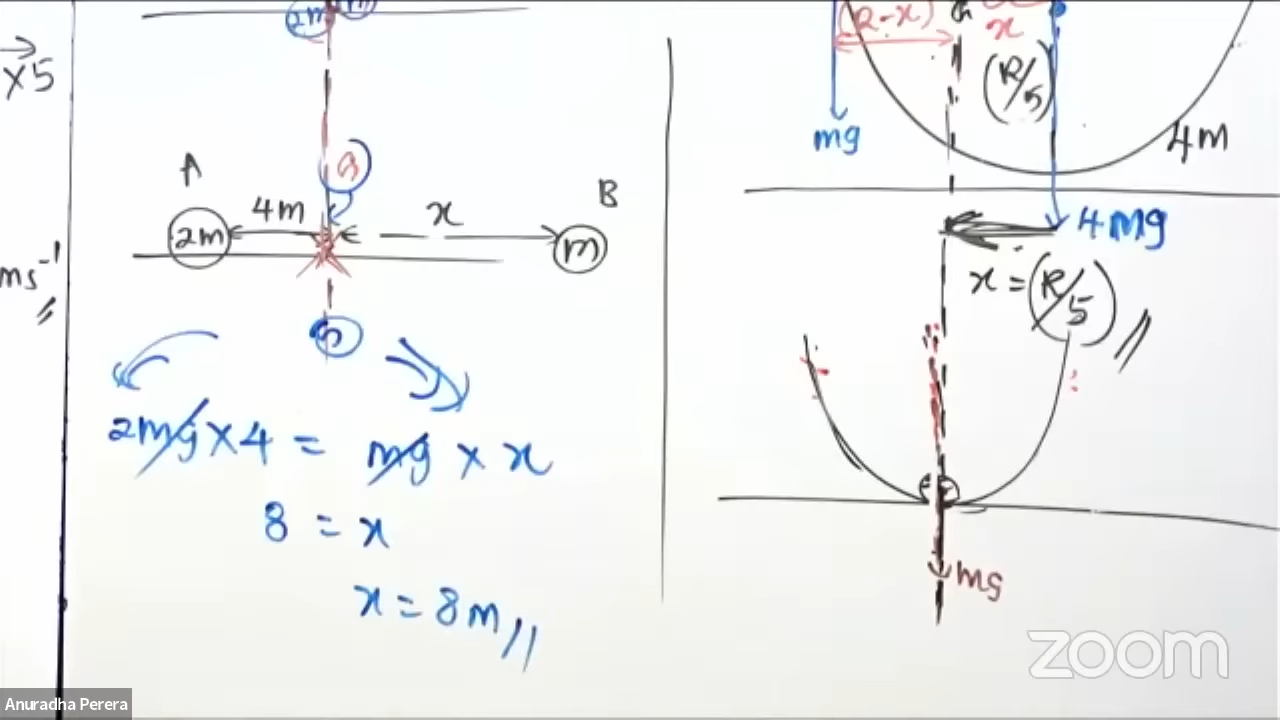 ×5
ms⁻¹
2m
G
A
B
4m
x
2m
m
2mg × 4 = mg × x
8 = x
x = 8m
(R-x)
G
x
(R/5)
mg
4m
4mg
x = (R/5)
mg
zoom
Anuradha Perera